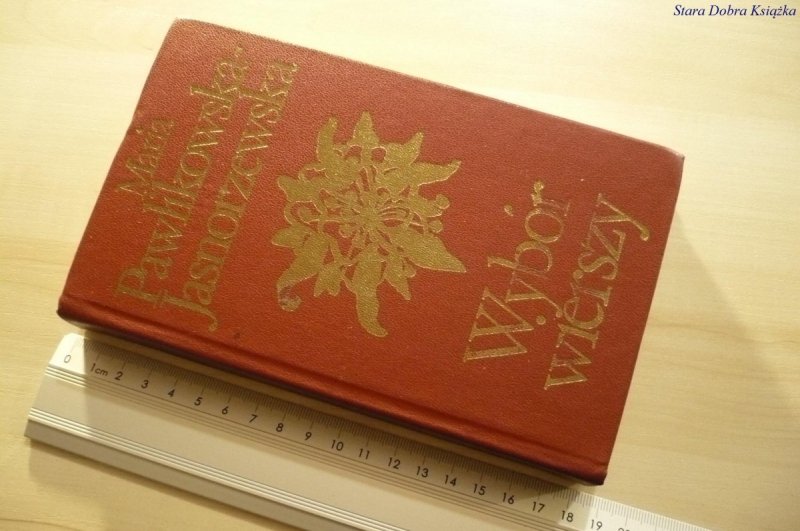 Stara Dobra Książka
Maria
Pawlikowska-
Jasnorzewska
Wybór
wierszy
0 1cm 2 3 4 5 6 7 8 9 10 11 12 13 14 15 16 17 18 19